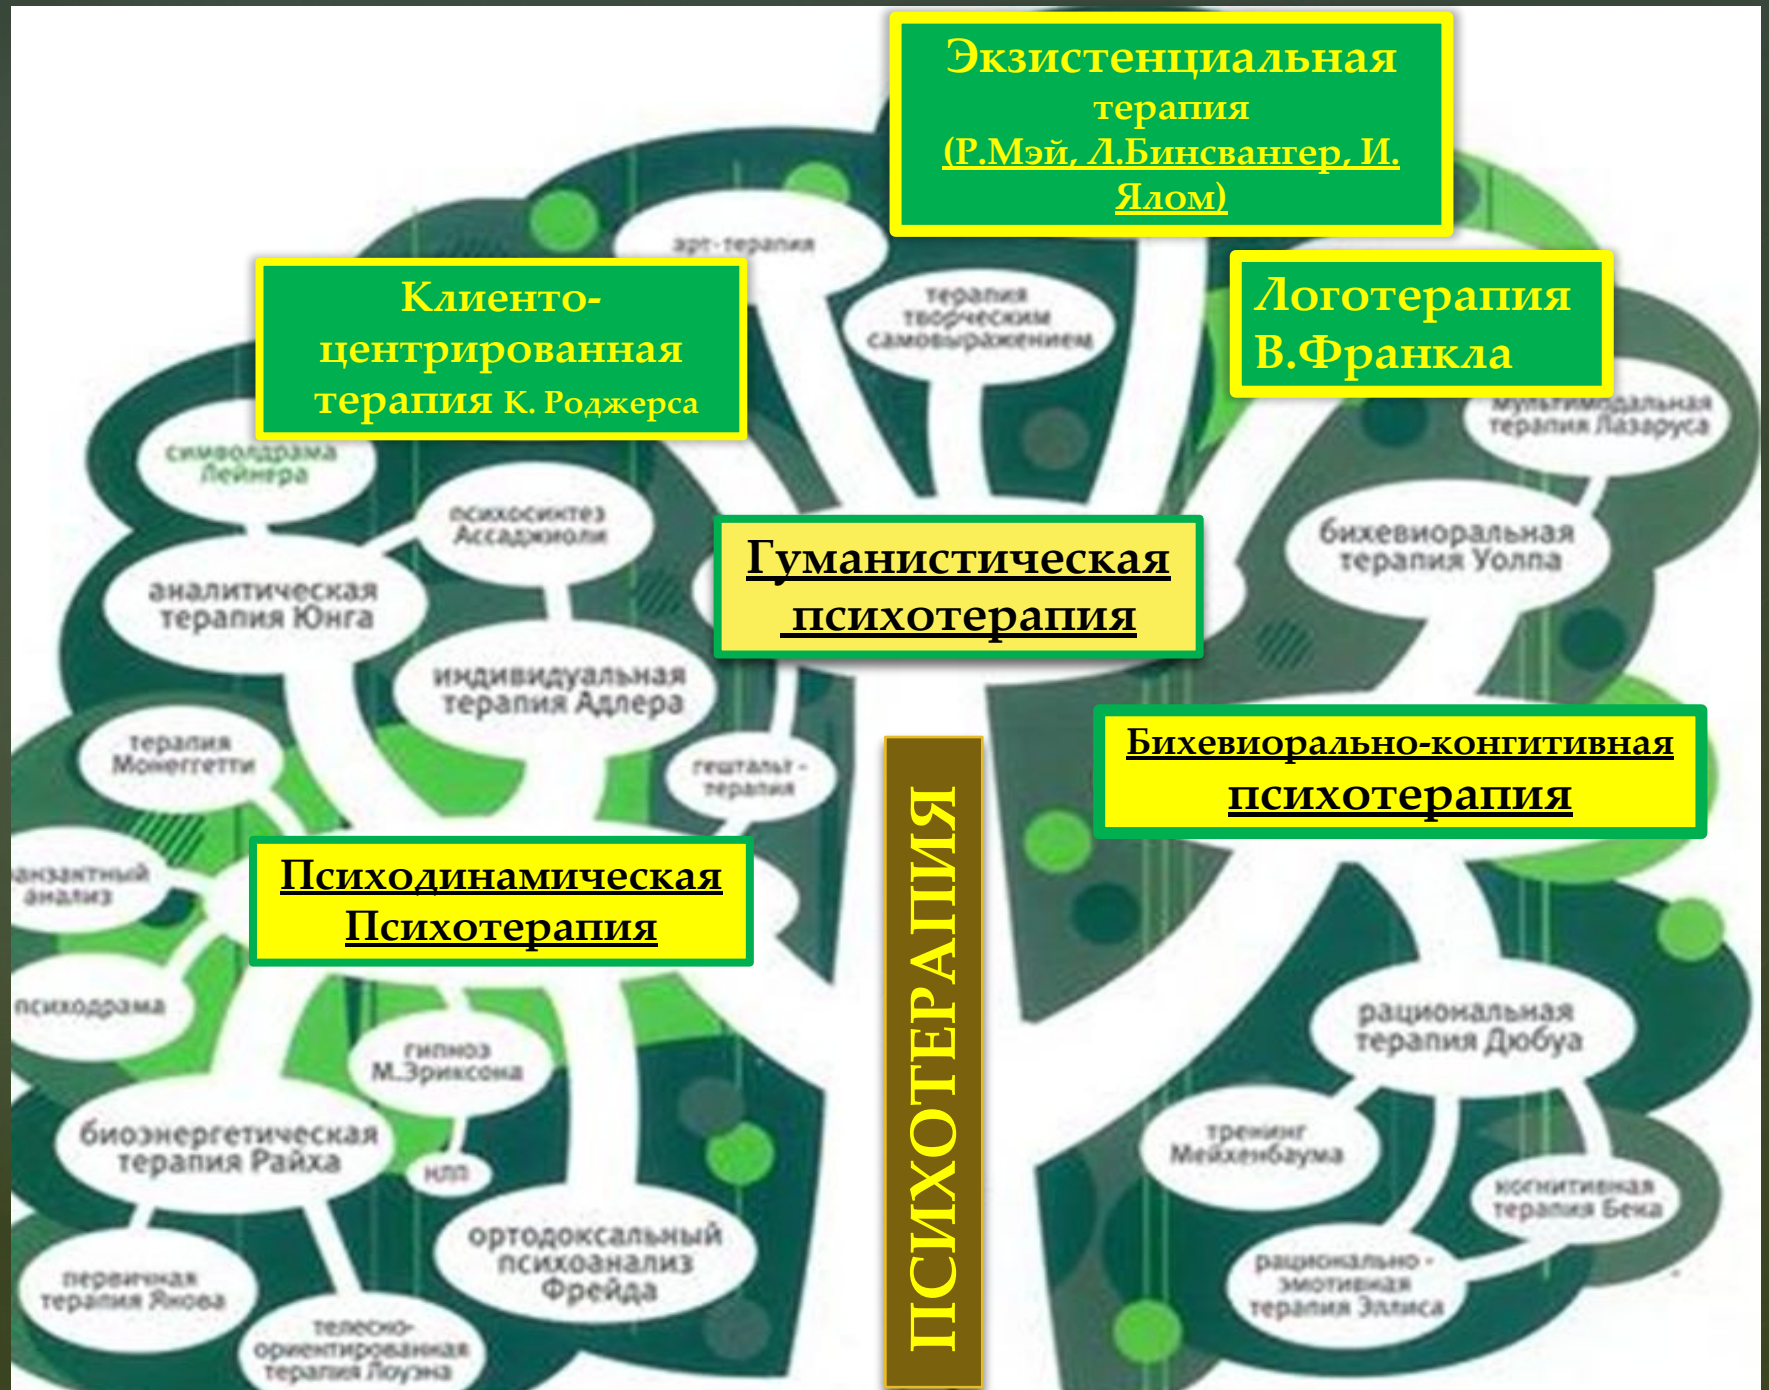 Экзистенциальная
терапия
(Р.Мэй, Л.Бинсвангер, И.
Ялом)
арт-терапия
терапия
творческим
самовыражением
Клиенто-
центрированная
терапия К. Роджерса
Логотерапия
В.Франкла
мультимодальная
терапия Лазаруса
символдрама
Лейнера
психосинтез
Ассаджиоли
бихевиоральная
терапия Уолпа
Гуманистическая
психотерапия
аналитическая
терапия Юнга
индивидуальная
терапия Адлера
терапия
Монеггетти
гештальт-
терапия
Бихевиорально-конгитивная
психотерапия
Психодинамическая
Психотерапия
анзактный
анализ
психодрама
гипноз
М.Эриксона
нлп
рациональная
терапия Дюбуа
биоэнергетическая
терапия Райха
тренинг
Мейхенбаума
когнитивная
терапия Бека
ортодоксальный
психоанализ
Фрейда
рационально-
эмотивная
терапия Эллиса
первичная
терапия Янова
телесно-
ориентированная
терапия Лоуэна
ПСИХОТЕРАПИЯ